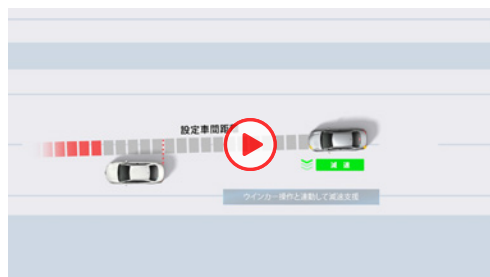 設定車間距離
減速
ウインカー操作と連動して減速支援